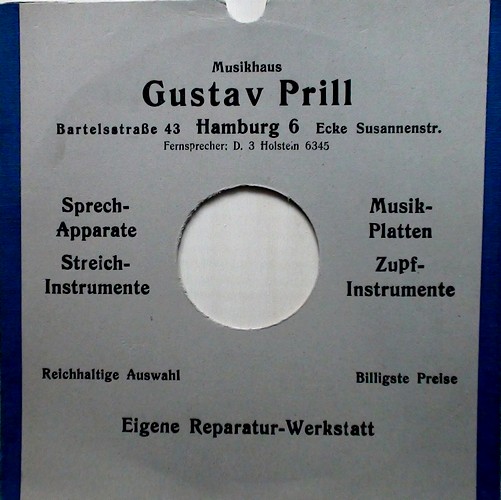 Musikhaus
Gustav Prill
Bartelsstraße 43 Hamburg 6 Ecke Susannenstr.
Fernsprecher: D. 3 Holstein 6345
Sprech-
Apparate
Musik-
Platten
Streich-
Instrumente
Zupf-
Instrumente
Reichhaltige Auswahl
Billigste Preise
Eigene Reparatur-Werkstatt